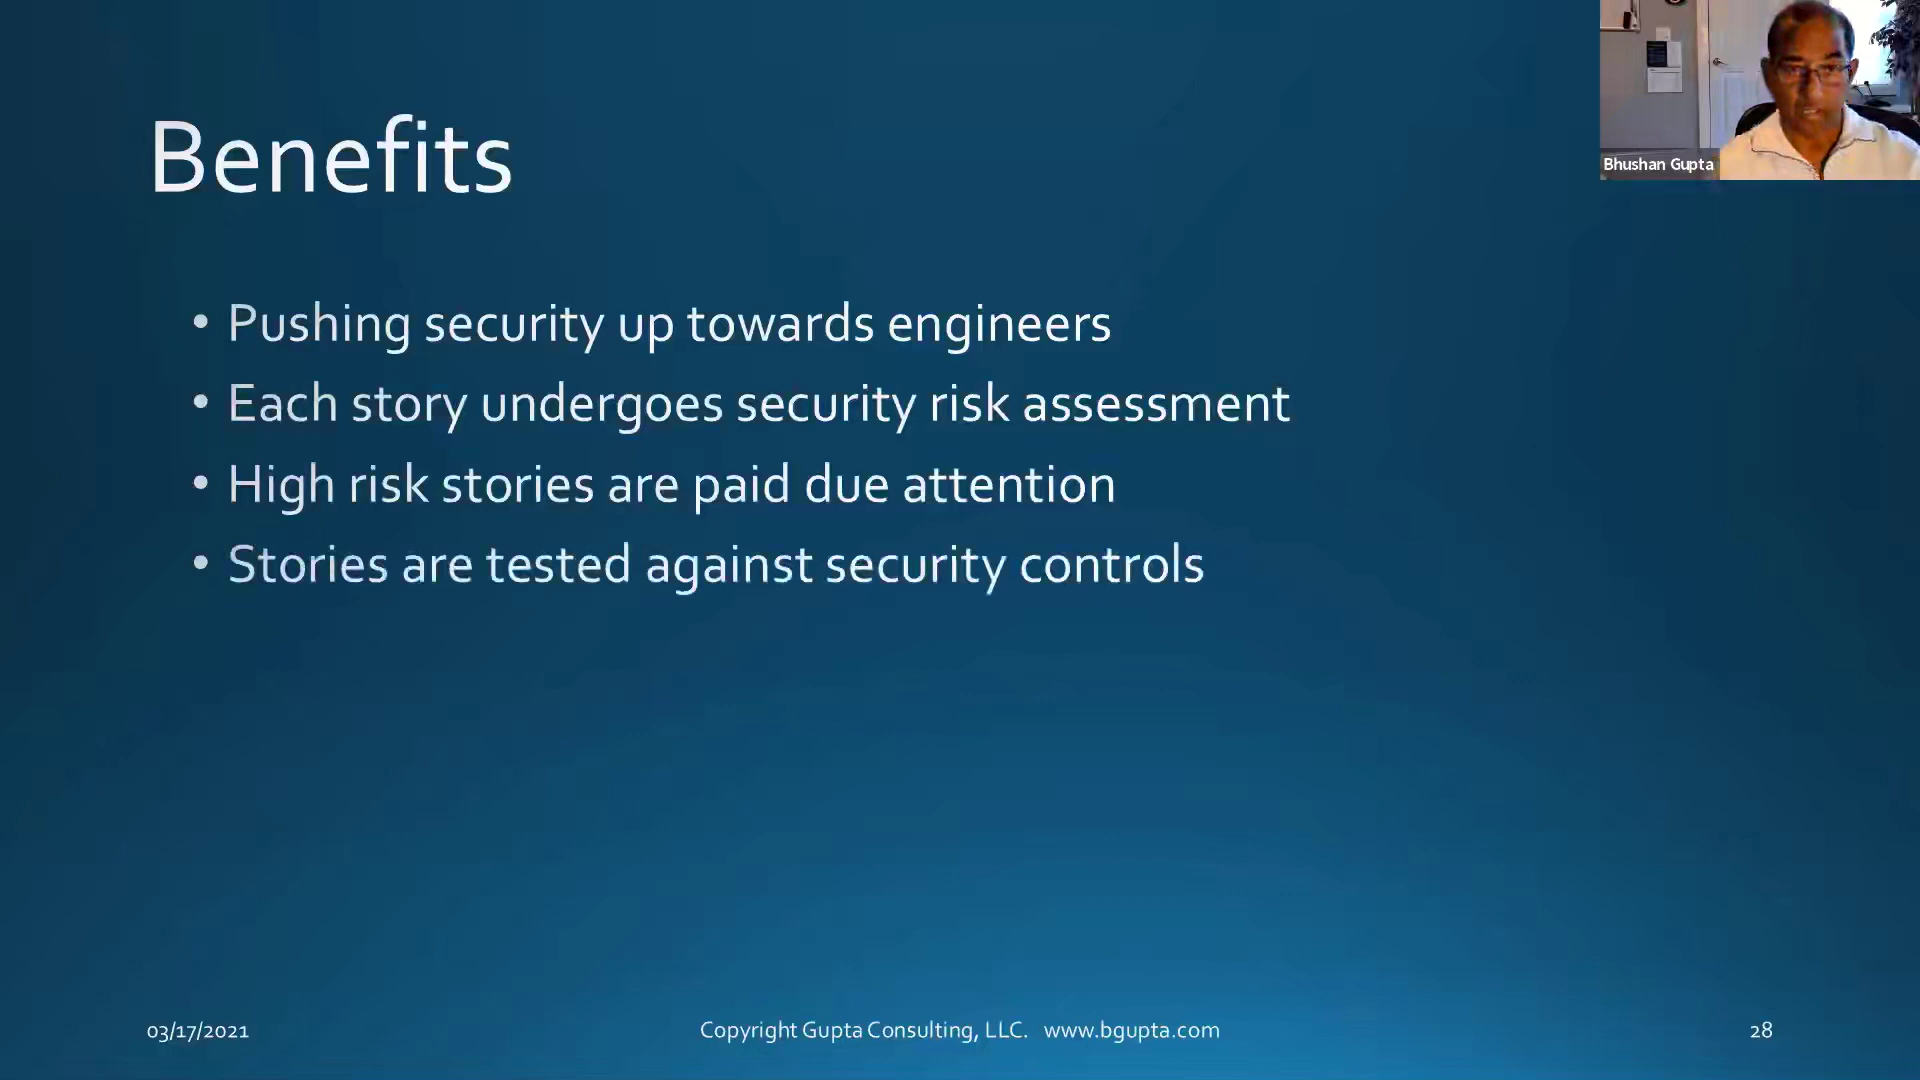 Benefits
Bhushan Gupta
• Pushing security up towards engineers
• Each story undergoes security risk assessment
• High risk stories are paid due attention
• Stories are tested against security controls
03/17/2021
Copyright Gupta Consulting, LLC. www.bgupta.com
28